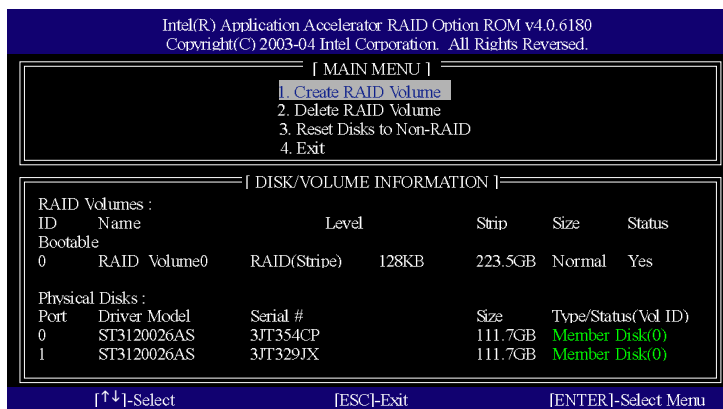 Intel(R) Application Accelerator RAID Option ROM v4.0.6180
Copyright(C) 2003-04 Intel Corporation.  All Rights Reversed.
[ MAIN MENU ]
1. Create RAID Volume
2. Delete RAID Volume
3. Reset Disks to Non-RAID
4. Exit
[ DISK/VOLUME INFORMATION ]
RAID Volumes :
ID Name Level Strip Size Status
Bootable
0 RAID_Volume0 RAID(Stripe) 128KB 223.5GB Normal Yes
Physical Disks :
Port Driver Model Serial # Size Type/Status(Vol ID)
0 ST3120026AS 3JT354CP 111.7GB Member Disk(0)
1 ST3120026AS 3JT329JX 111.7GB Member Disk(0)
[↑↓]-Select [ESC]-Exit [ENTER]-Select Menu